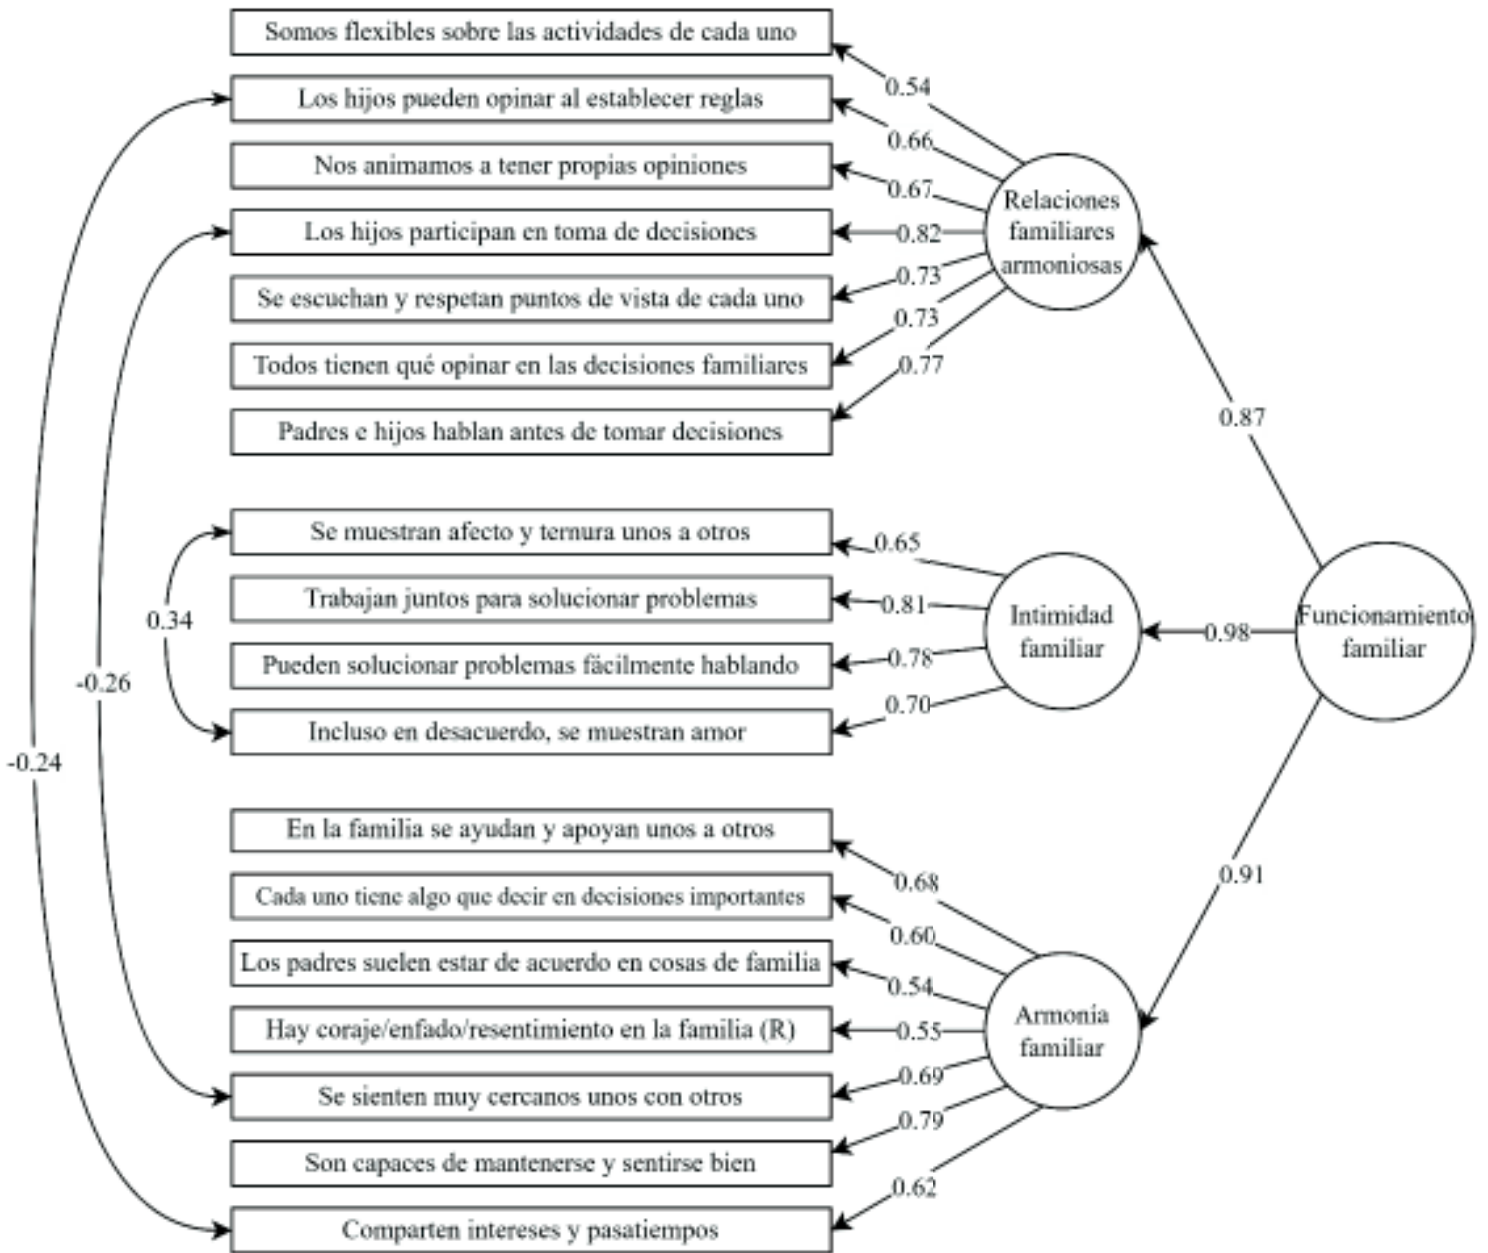 Somos flexibles sobre las actividades de cada uno
Los hijos pueden opinar al establecer reglas
Nos animamos a tener propias opiniones
Los hijos participan en toma de decisiones
Se escuchan y respetan puntos de vista de cada uno
Todos tienen qué opinar en las decisiones familiares
Padres e hijos hablan antes de tomar decisiones
0.54
0.66
0.67
0.82
0.73
0.73
0.77
Relaciones
familiares
armoniosas
0.87
Se muestran afecto y ternura unos a otros
Trabajan juntos para solucionar problemas
Pueden solucionar problemas fácilmente hablando
Incluso en desacuerdo, se muestran amor
0.65
0.81
0.78
0.70
Intimidad
familiar
0.98
Funcionamiento
familiar
0.34
-0.26
-0.24
En la familia se ayudan y apoyan unos a otros
Cada uno tiene algo que decir en decisiones importantes
Los padres suelen estar de acuerdo en cosas de familia
Hay coraje/enfado/resentimiento en la familia (R)
Se sienten muy cercanos unos con otros
Son capaces de mantenerse y sentirse bien
Comparten intereses y pasatiempos
0.68
0.60
0.54
0.55
0.69
0.79
0.62
Armonía
familiar
0.91